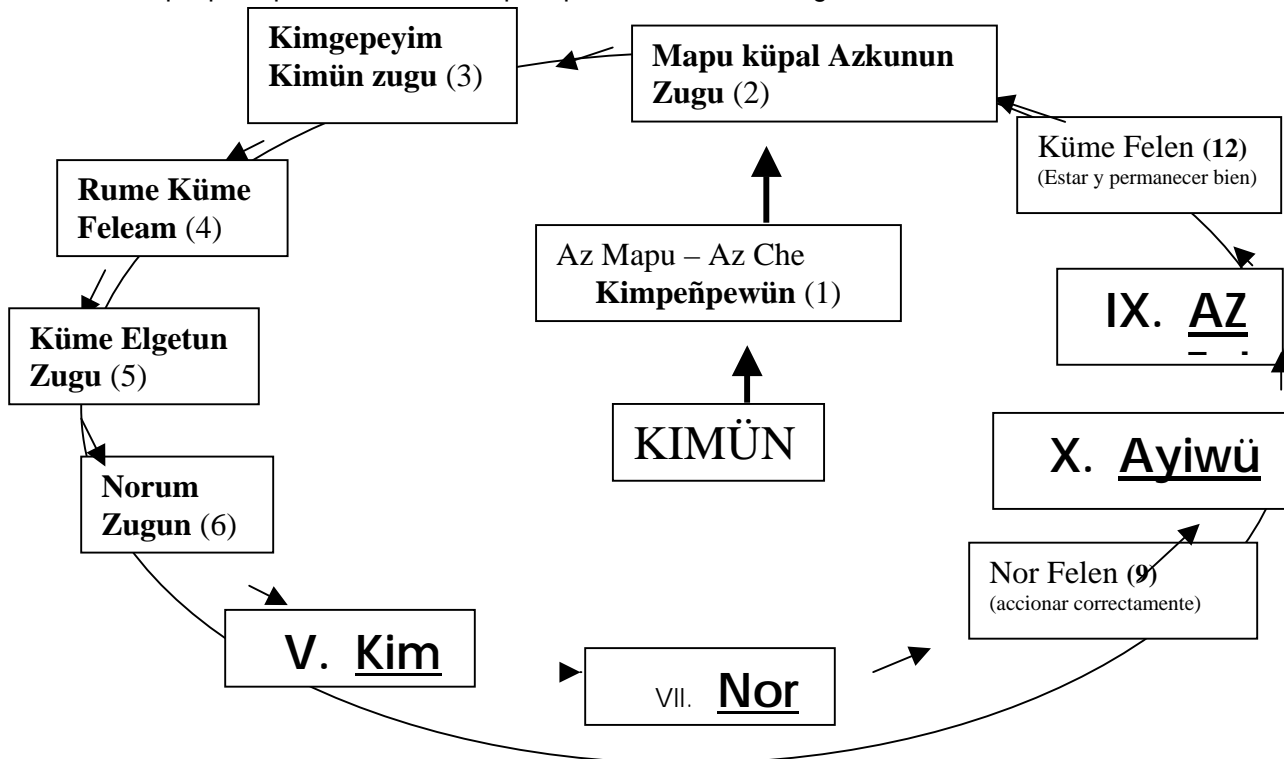 Kimgepeyim
Kimün zugu (3)
Mapu küpal Azkunun
Zugu (2)
Küme Felen (12)
(Estar y permanecer bien)
Rume Küme
Feleam (4)
Az Mapu – Az Che
Kimpeñpewün (1)
IX. AZ
Küme Elgetun
Zugu (5)
KIMÜN
X. Ayiwü
Norum
Zugun (6)
Nor Felen (9)
(accionar correctamente)
V. Kim
VII. Nor